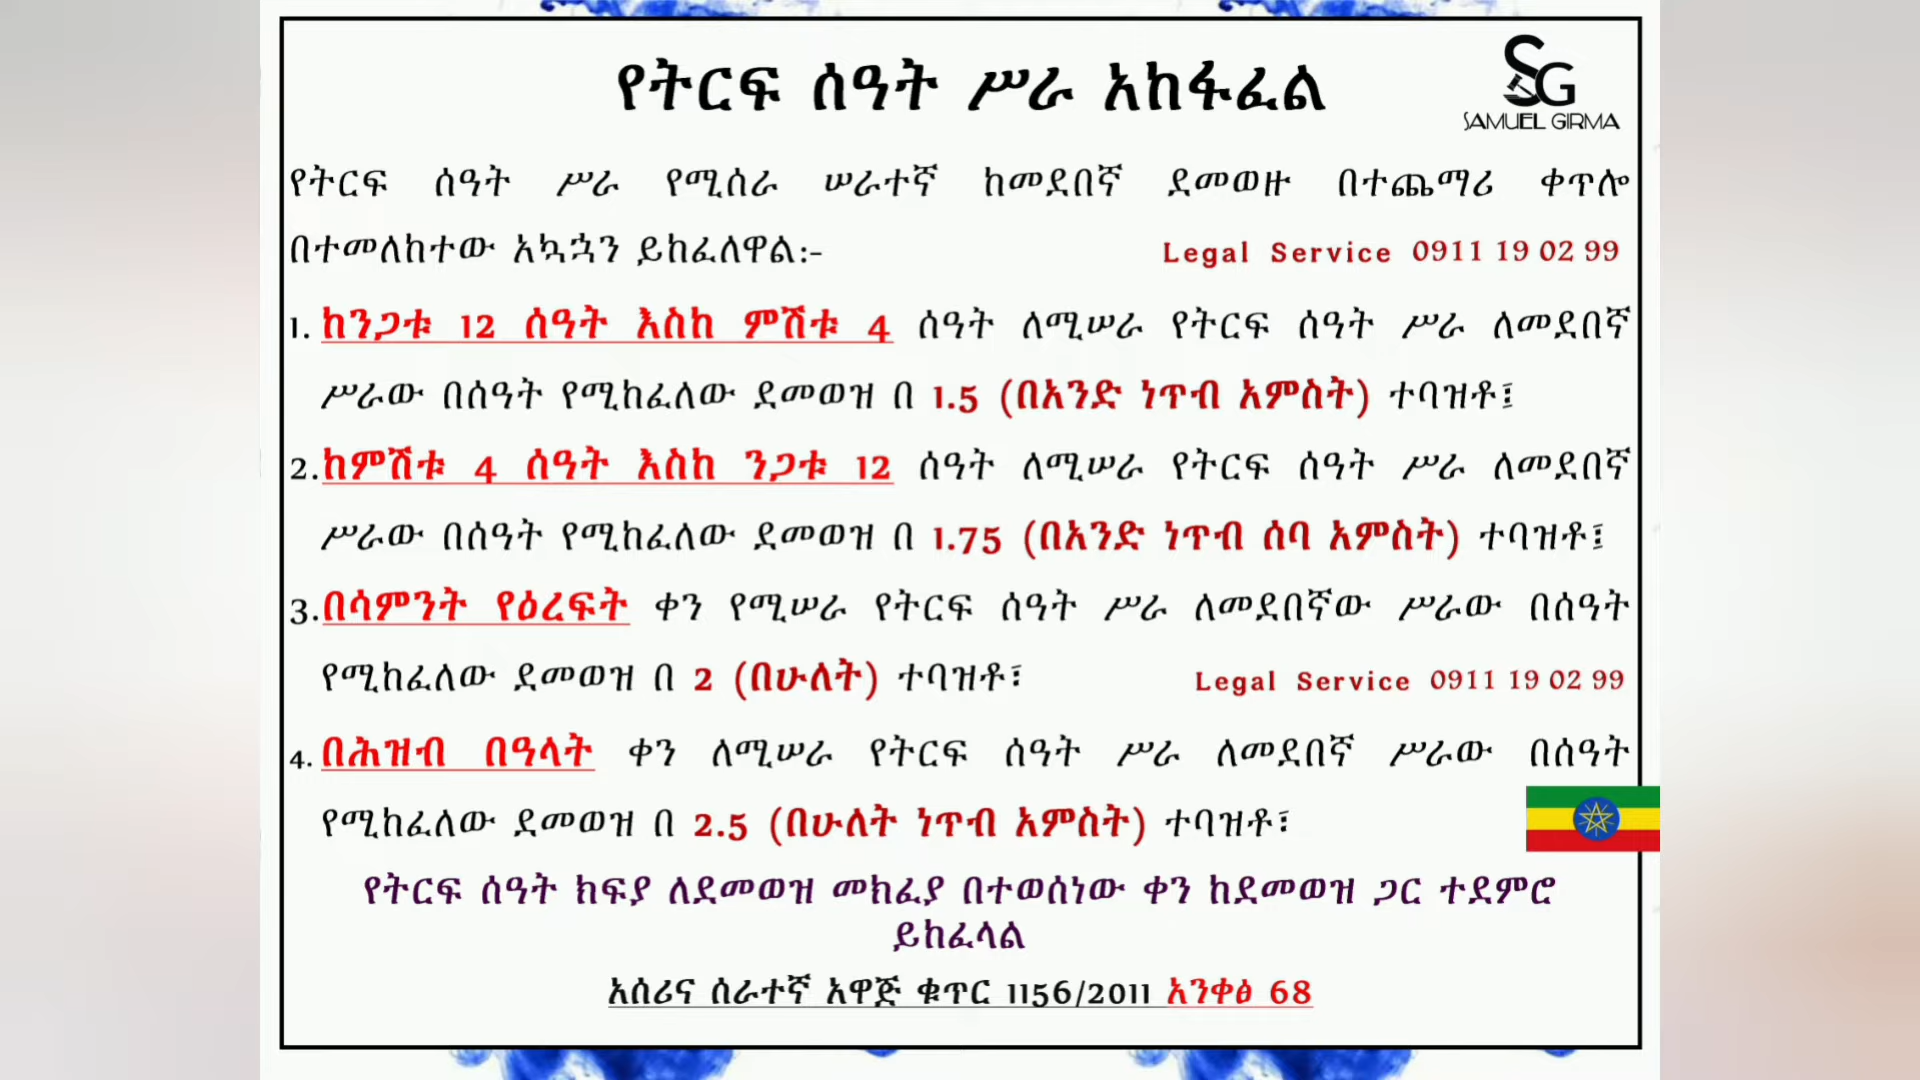 የትርፍ ሰዓት ሥራ አከፋፈል
SG
SAMUEL GIRMA
የትርፍ ሰዓት ሥራ የሚሰራ ሠራተኛ ከመደበኛ ደመወዙ በተጨማሪ ቀጥሎ
በተመለከተው አኳኋን ይከፈለዋል፡-
Legal Service 0911 19 02 99
1. ከንጋቱ 12 ሰዓት እስከ ምሽቱ 4 ሰዓት ለሚሠራ የትርፍ ሰዓት ሥራ ለመደበኛ
ሥራው በሰዓት የሚከፈለው ደመወዝ በ 1.5 (በአንድ ነጥብ አምስት) ተባዝቶ፤
2. ከምሽቱ 4 ሰዓት እስከ ንጋቱ 12 ሰዓት ለሚሠራ የትርፍ ሰዓት ሥራ ለመደበኛ
ሥራው በሰዓት የሚከፈለው ደመወዝ በ 1.75 (በአንድ ነጥብ ሰባ አምስት) ተባዝቶ፤
3. በሳምንት የዕረፍት ቀን የሚሠራ የትርፍ ሰዓት ሥራ ለመደበኛው ሥራው በሰዓት
የሚከፈለው ደመወዝ በ 2 (በሁለት) ተባዝቶ፣
Legal Service 0911 19 02 99
4. በሕዝብ በዓላት ቀን ለሚሠራ የትርፍ ሰዓት ሥራ ለመደበኛ ሥራው በሰዓት
የሚከፈለው ደመወዝ በ 2.5 (በሁለት ነጥብ አምስት) ተባዝቶ፣
የትርፍ ሰዓት ክፍያ ለደመወዝ መክፈያ በተወሰነው ቀን ከደመወዝ ጋር ተደምሮ
ይከፈላል
አሰሪና ሰራተኛ አዋጅ ቁጥር 1156/2011 አንቀፅ 68